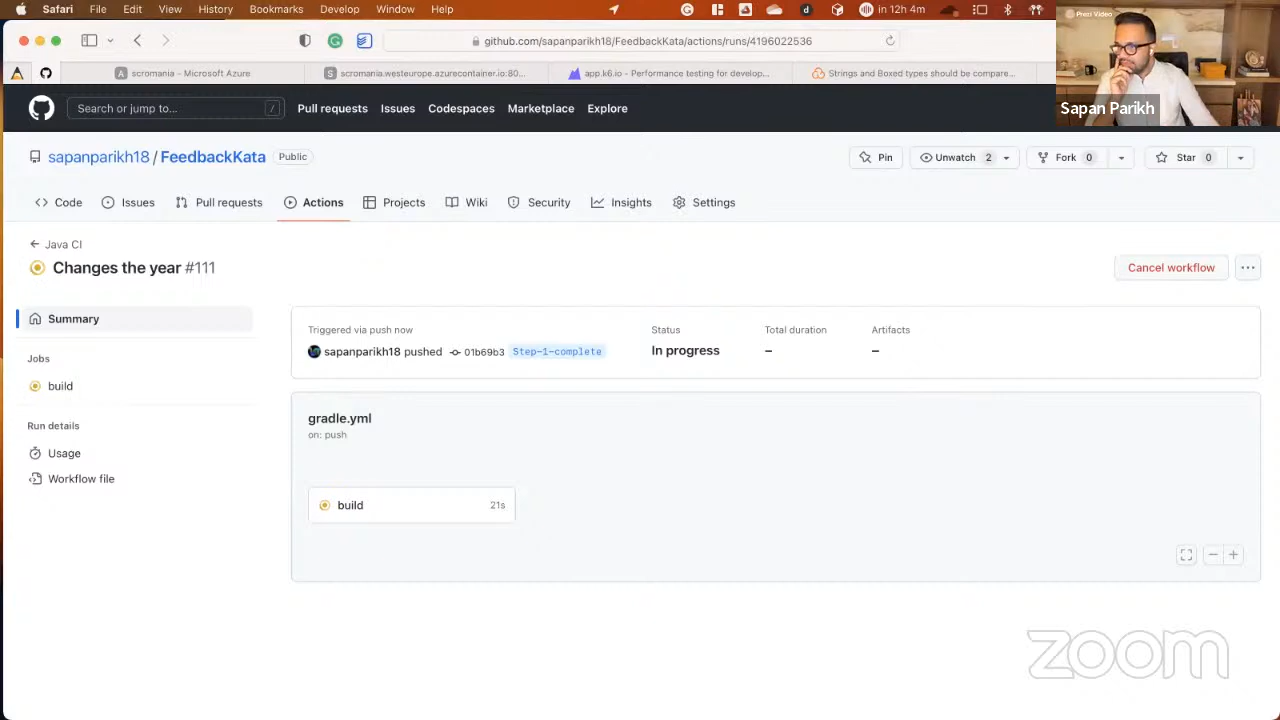 Safari File Edit View History Bookmarks Develop Window Help
in 12h 4m
github.com/sapanparikh18/FeedbackKata/actions/runs/4196022536
scromania – Microsoft Azure
scromania.westeurope.azurecontainer.io:80...
app.k6.io - Performance testing for develop...
Strings and Boxed types should be compare...
Sapan Parikh
Search or jump to... /
Pull requests Issues Codespaces Marketplace Explore
sapanparikh18 / FeedbackKata Public
Pin Unwatch 2 Fork 0 Star 0
Code Issues Pull requests Actions Projects Wiki Security Insights Settings
Java CI
Changes the year #111
Cancel workflow
Summary
Jobs
build
Run details
Usage
Workflow file
Triggered via push now
sapanparikh18 pushed 01b69b3 Step-1-complete
Status
In progress
Total duration
–
Artifacts
–
gradle.yml
on: push
build 21s
zoom